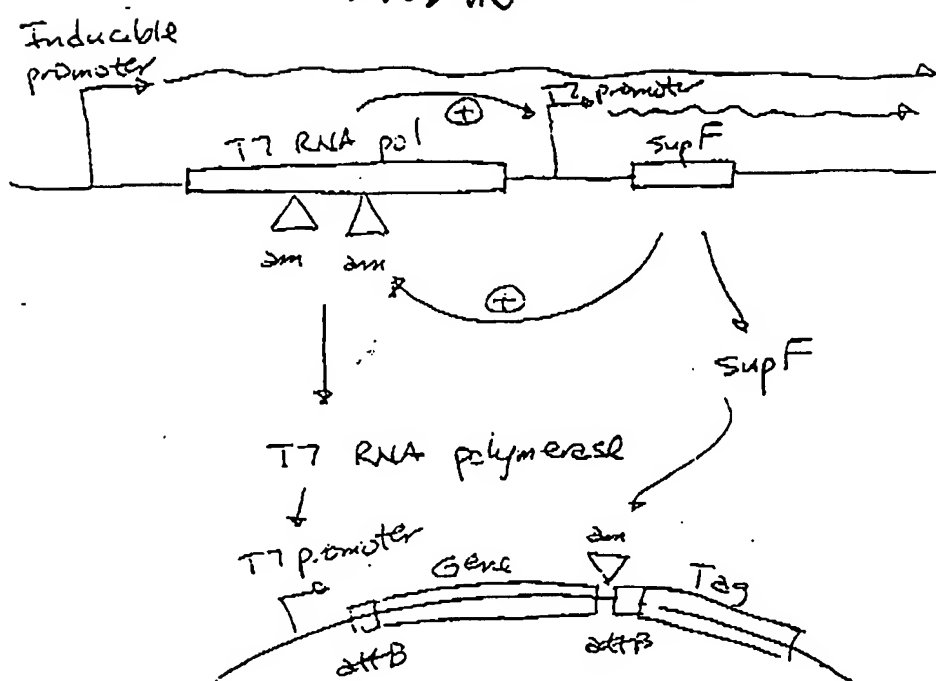 Inducible
promoter
T7 promoter
⊕
T7 RNA pol
supF
am am
⊕
supF
T7 RNA polymerase
T7 promoter
Gene
am
Tag
attB
attB